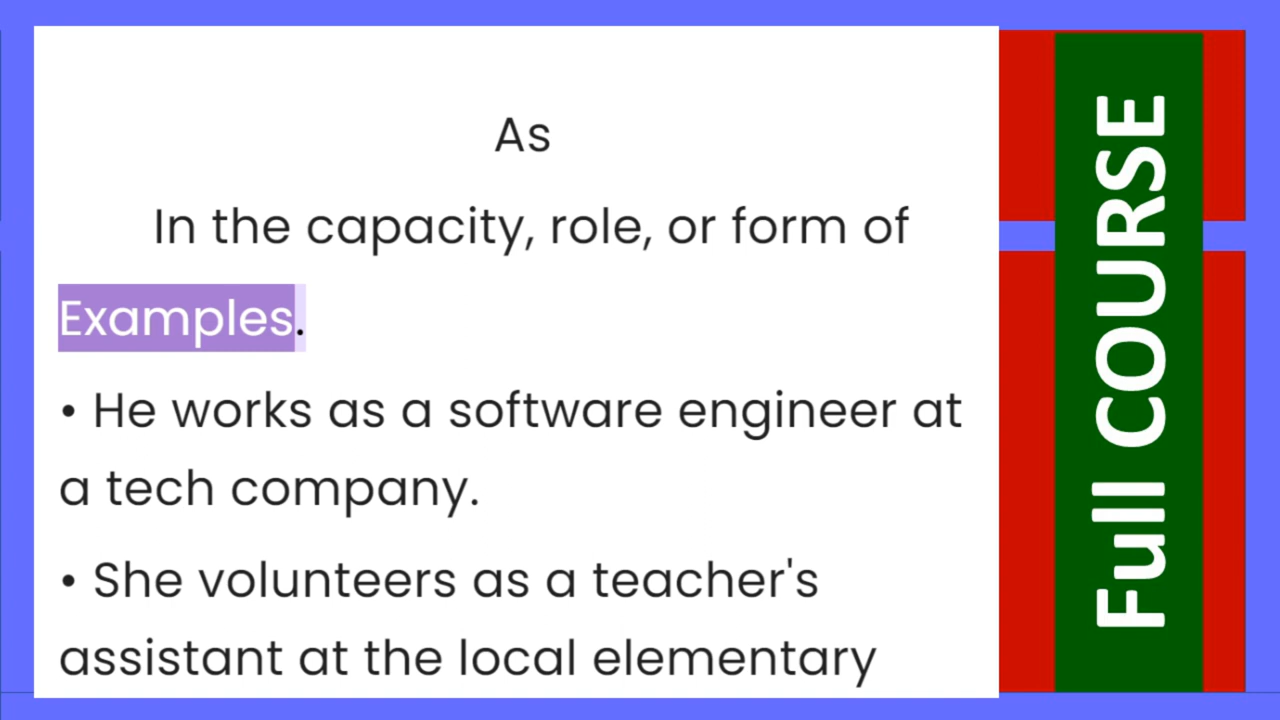 As
In the capacity, role, or form of
Examples.
• He works as a software engineer at
a tech company.
• She volunteers as a teacher's
assistant at the local elementary
Full COURSE